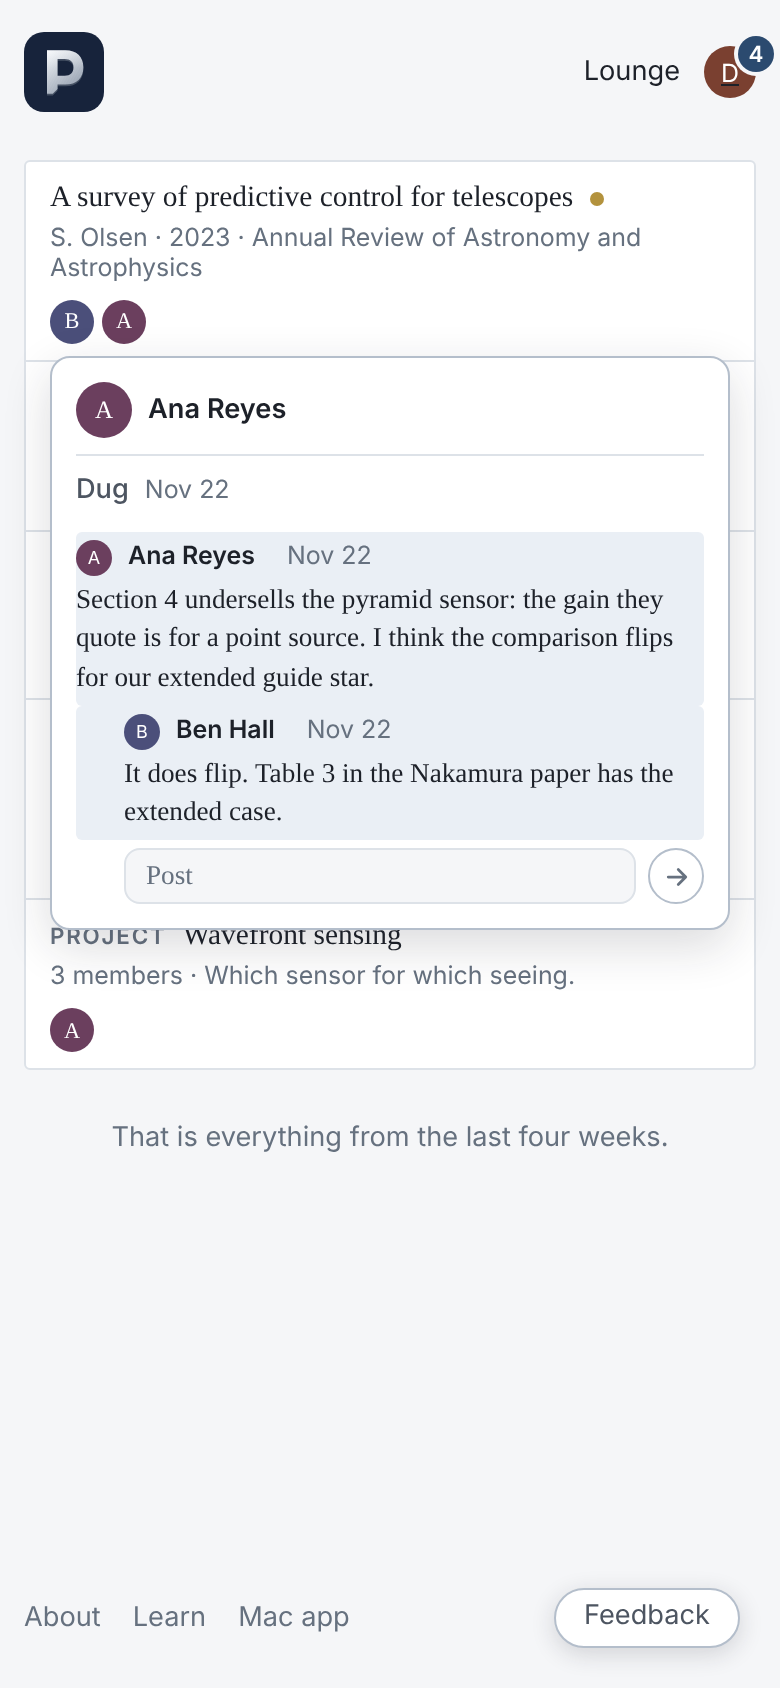 P
Lounge
D
4
A survey of predictive control for telescopes
S. Olsen · 2023 · Annual Review of Astronomy and
Astrophysics
B A
A Ana Reyes
Dug Nov 22
A Ana Reyes Nov 22
Section 4 undersells the pyramid sensor: the gain they
quote is for a point source. I think the comparison flips
for our extended guide star.
B Ben Hall Nov 22
It does flip. Table 3 in the Nakamura paper has the
extended case.
Post
PROJECT Wavefront sensing
3 members · Which sensor for which seeing.
A
That is everything from the last four weeks.
About Learn Mac app
Feedback